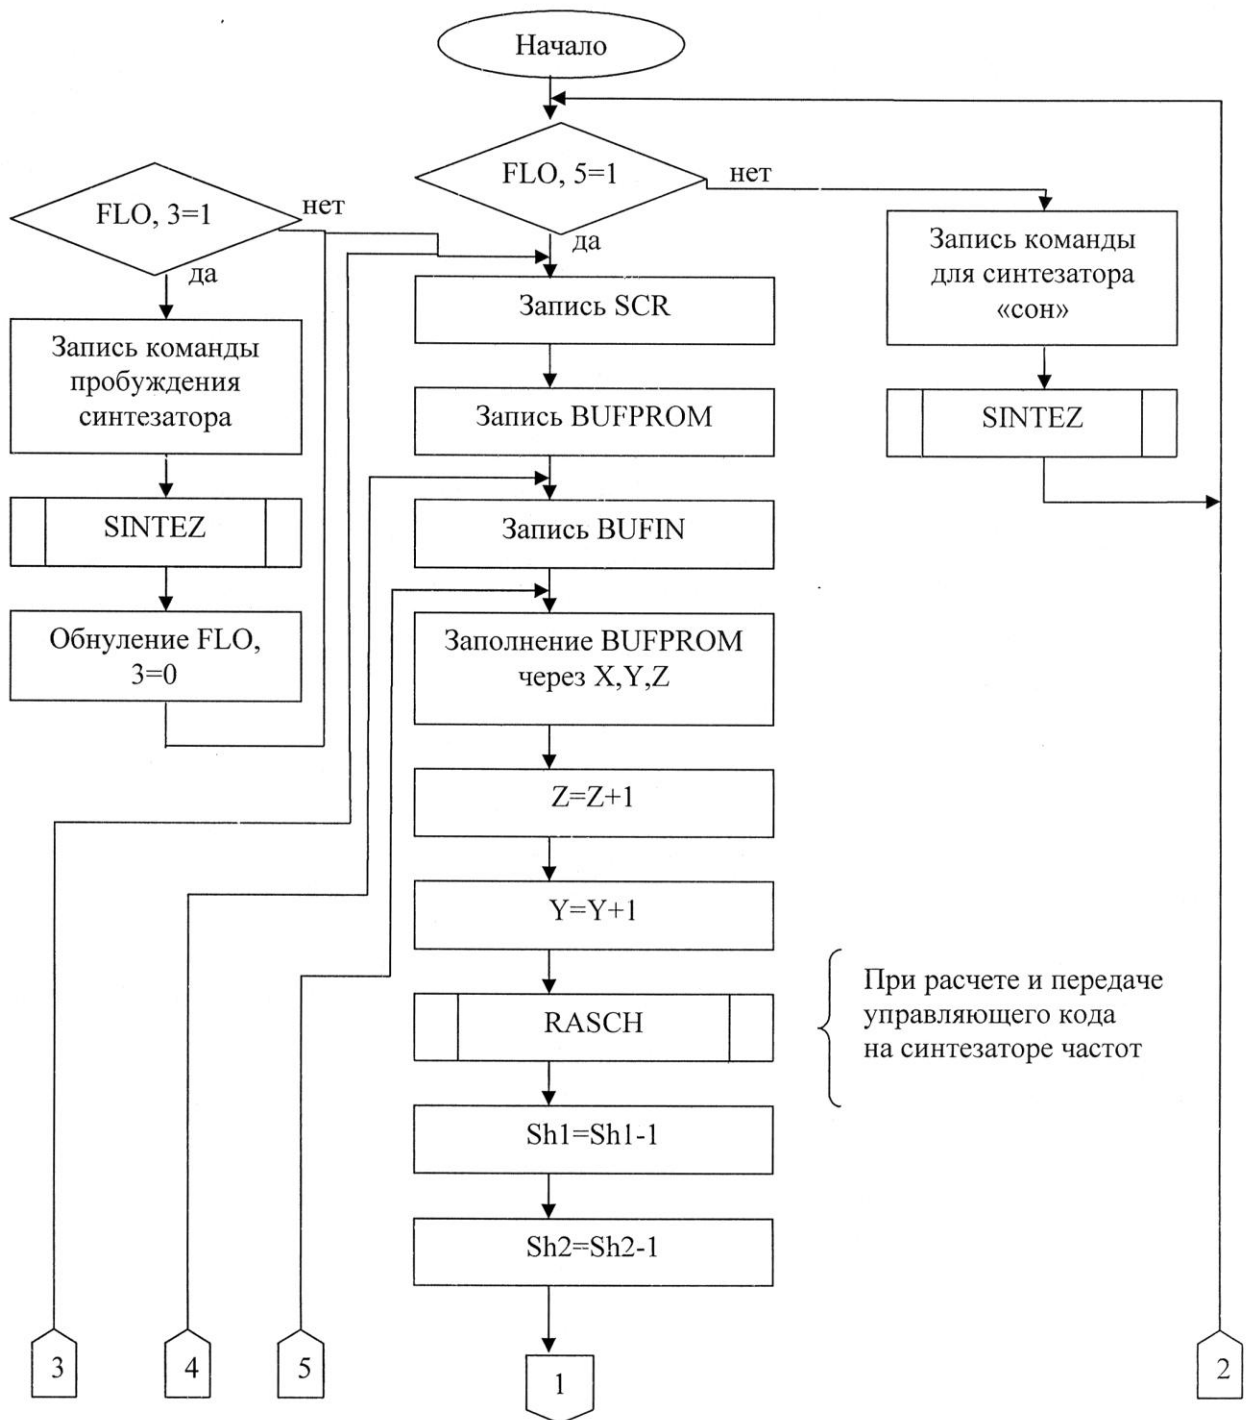 Начало
FLO, 5=1
нет
да
FLO, 3=1
нет
да
Запись команды
для синтезатора
«сон»
SINTEZ
Запись команды
пробуждения
синтезатора
SINTEZ
Обнуление FLO,
3=0
Запись SCR
Запись BUFPROM
Запись BUFIN
Заполнение BUFPROM
через X,Y,Z
Z=Z+1
Y=Y+1
RASCH
При расчете и передаче
управляющего кода
на синтезаторе частот
Sh1=Sh1-1
Sh2=Sh2-1
3
4
5
1
2